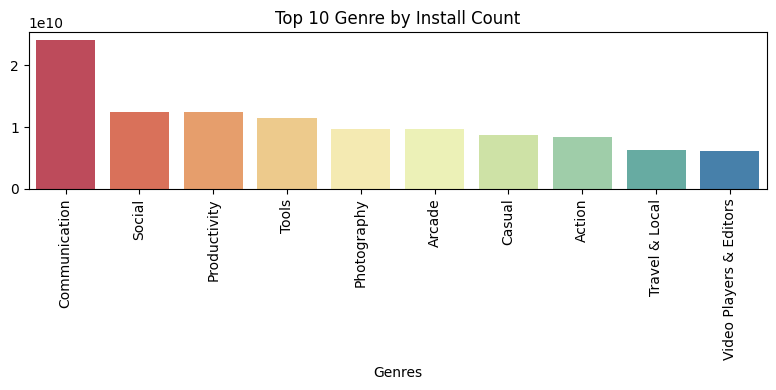 Top 10 Genre by Install Count
1e10
2
1
0
Communication
Social
Productivity
Tools
Photography
Arcade
Casual
Action
Travel & Local
Video Players & Editors
Genres